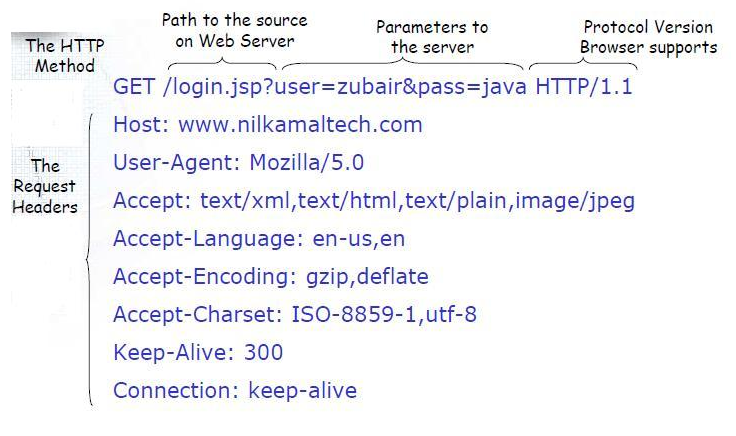 The HTTP
Method
Path to the source
on Web Server
Parameters to
the server
Protocol Version
Browser supports
GET /login.jsp?user=zubair&pass=java HTTP/1.1
The
Request
Headers
Host: www.nilkamaltech.com
User-Agent: Mozilla/5.0
Accept: text/xml,text/html,text/plain,image/jpeg
Accept-Language: en-us,en
Accept-Encoding: gzip,deflate
Accept-Charset: ISO-8859-1,utf-8
Keep-Alive: 300
Connection: keep-alive